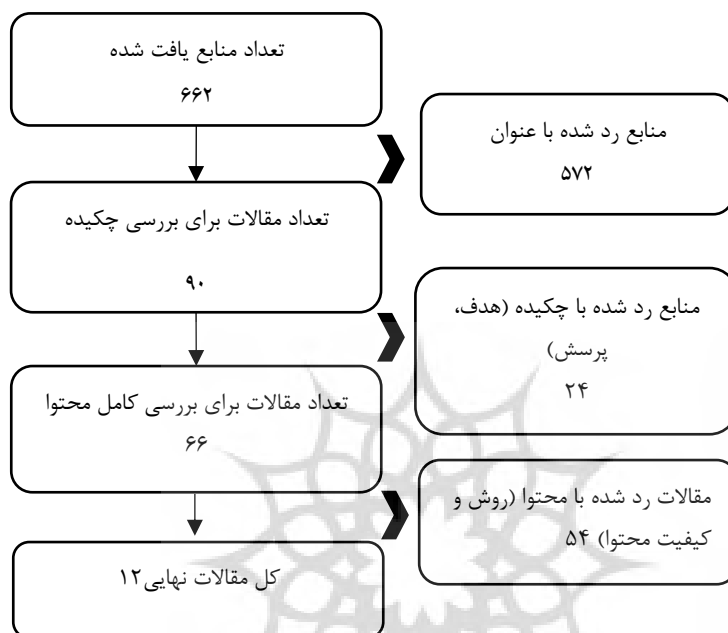 تعداد منابع یافت شده
۶۶۲
منابع رد شده با عنوان
۵۷۲
تعداد مقالات برای بررسی چکیده
۹۰
منابع رد شده با چکیده (هدف،
پرسش)
۲۴
تعداد مقالات برای بررسی کامل محتوا
۶۶
مقالات رد شده با محتوا (روش و
کیفیت محتوا) ۵۴
کل مقالات نهایی۱۲